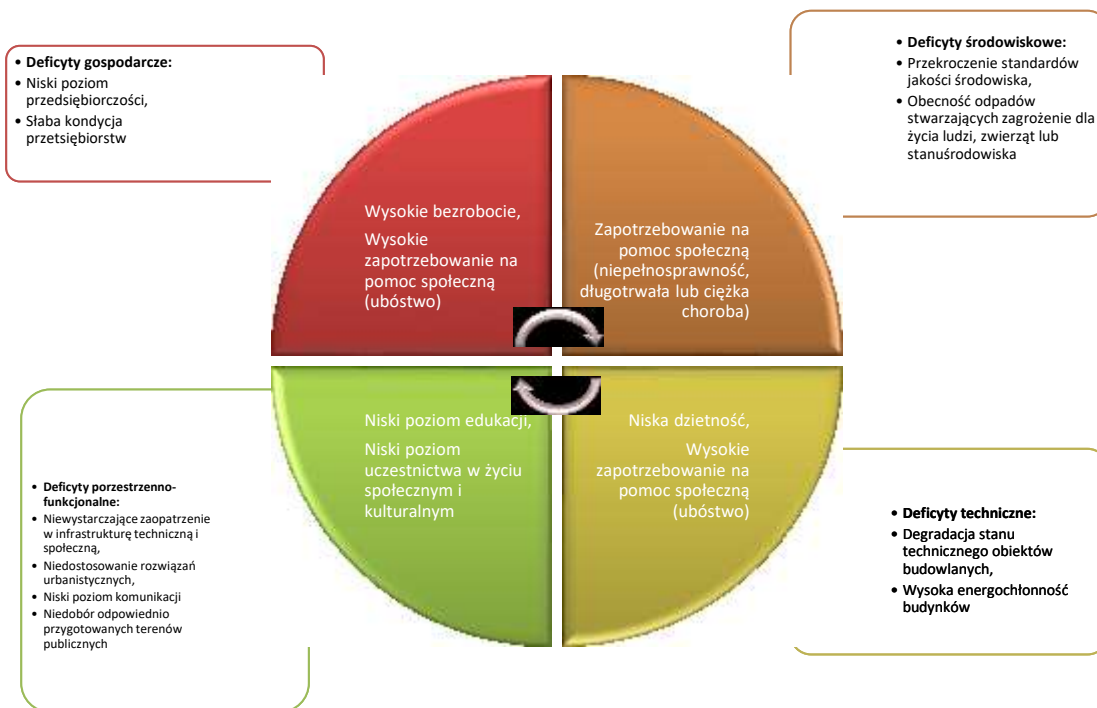 • Deficyty gospodarcze:
• Niski poziom
przedsiębiorczości,
• Słaba kondycja
przetsiębiorstw
• Deficyty środowiskowe:
• Przekroczenie standardów
jakości środowiska,
• Obecność odpadów
stwarzających zagrożenie dla
życia ludzi, zwierząt lub
stanuśrodowiska
Wysokie bezrobocie,
Wysokie
zapotrzebowanie na
pomoc społeczną
(ubóstwo)
Zapotrzebowanie na
pomoc społeczną
(niepełnosprawność,
długotrwała lub ciężka
choroba)
Niski poziom edukacji,
Niski poziom
uczestnictwa w życiu
społecznym i
kulturalnym
Niska dzietność,
Wysokie
zapotrzebowanie na
pomoc społeczną
(ubóstwo)
• Deficyty porzestrzenno-
funkcjonalne:
• Niewystarczające zaopatrzenie
w infrastrukturę techniczną i
społeczną,
• Niedostosowanie rozwiązań
urbanistycznych,
• Niski poziom komunikacji
• Niedobór odpowiednio
przygotowanych terenów
publicznych
• Deficyty techniczne:
• Degradacja stanu
technicznego obiektów
budowlanych,
• Wysoka energochłonność
budynków